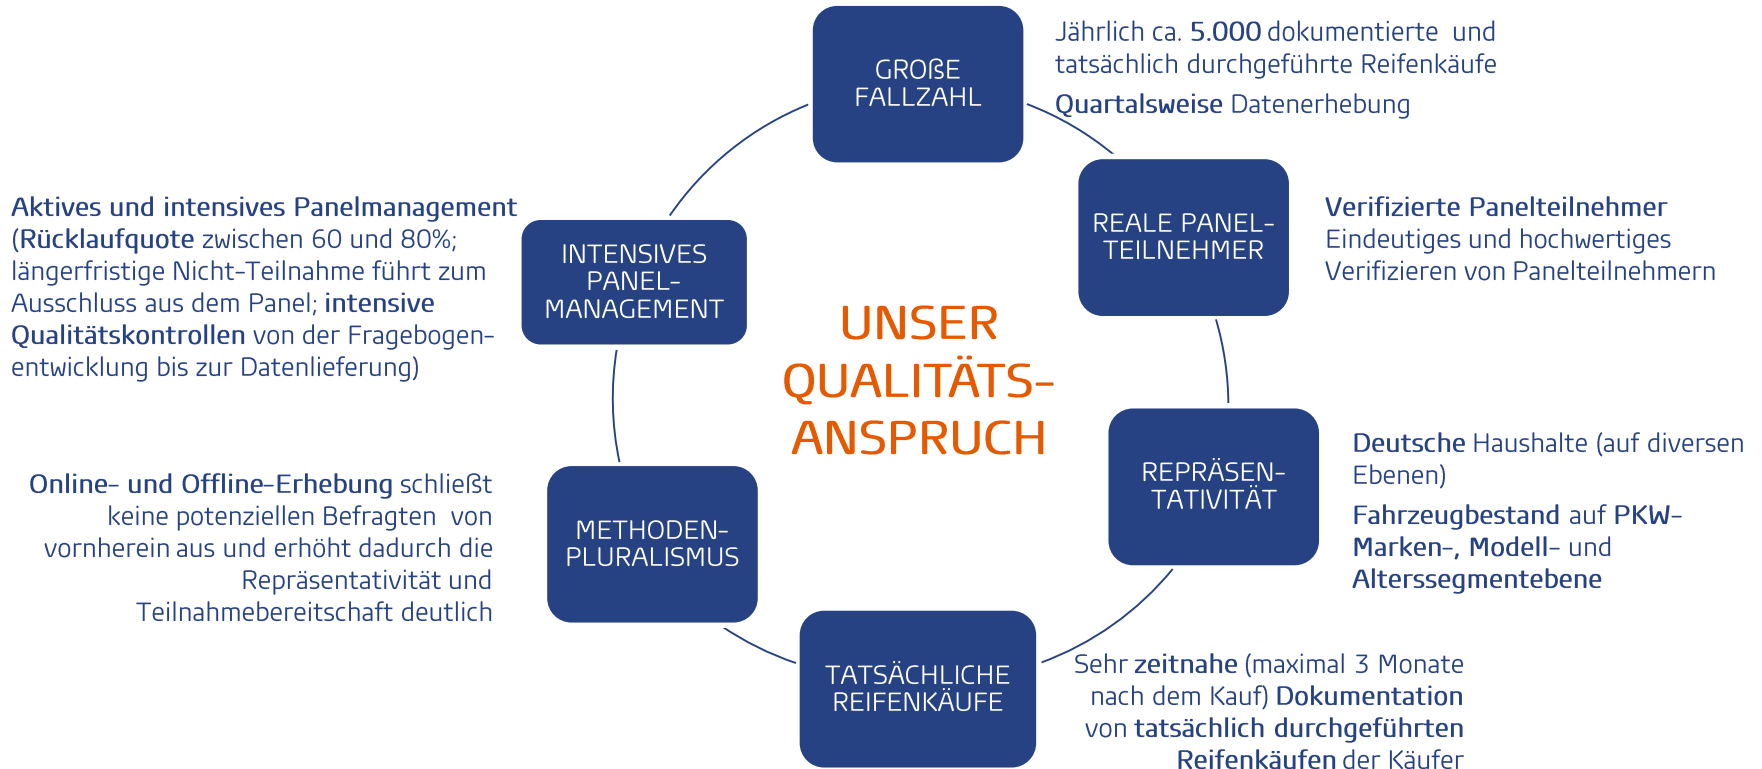 GROßE
FALLZAHL
Jährlich ca. 5.000 dokumentierte und
tatsächlich durchgeführte Reifenkäufe
Quartalsweise Datenerhebung
REALE PANEL-
TEILNEHMER
Verifizierte Panelteilnehmer
Eindeutiges und hochwertiges
Verifizieren von Panelteilnehmern
REPRÄSEN-
TATIVITÄT
Deutsche Haushalte (auf diversen
Ebenen)
Fahrzeugbestand auf PKW-
Marken-, Modell- und
Alterssegmentebene
TATSÄCHLICHE
REIFENKÄUFE
Sehr zeitnahe (maximal 3 Monate
nach dem Kauf) Dokumentation
von tatsächlich durchgeführten
Reifenkäufen der Käufer
METHODEN-
PLURALISMUS
Online- und Offline-Erhebung schließt
keine potenziellen Befragten von
vornherein aus und erhöht dadurch die
Repräsentativität und
Teilnahmebereitschaft deutlich
INTENSIVES
PANEL-
MANAGEMENT
Aktives und intensives Panelmanagement
(Rücklaufquote zwischen 60 und 80%;
längerfristige Nicht-Teilnahme führt zum
Ausschluss aus dem Panel; intensive
Qualitätskontrollen von der Fragebogen-
entwicklung bis zur Datenlieferung)
UNSER
QUALITÄTS-
ANSPRUCH